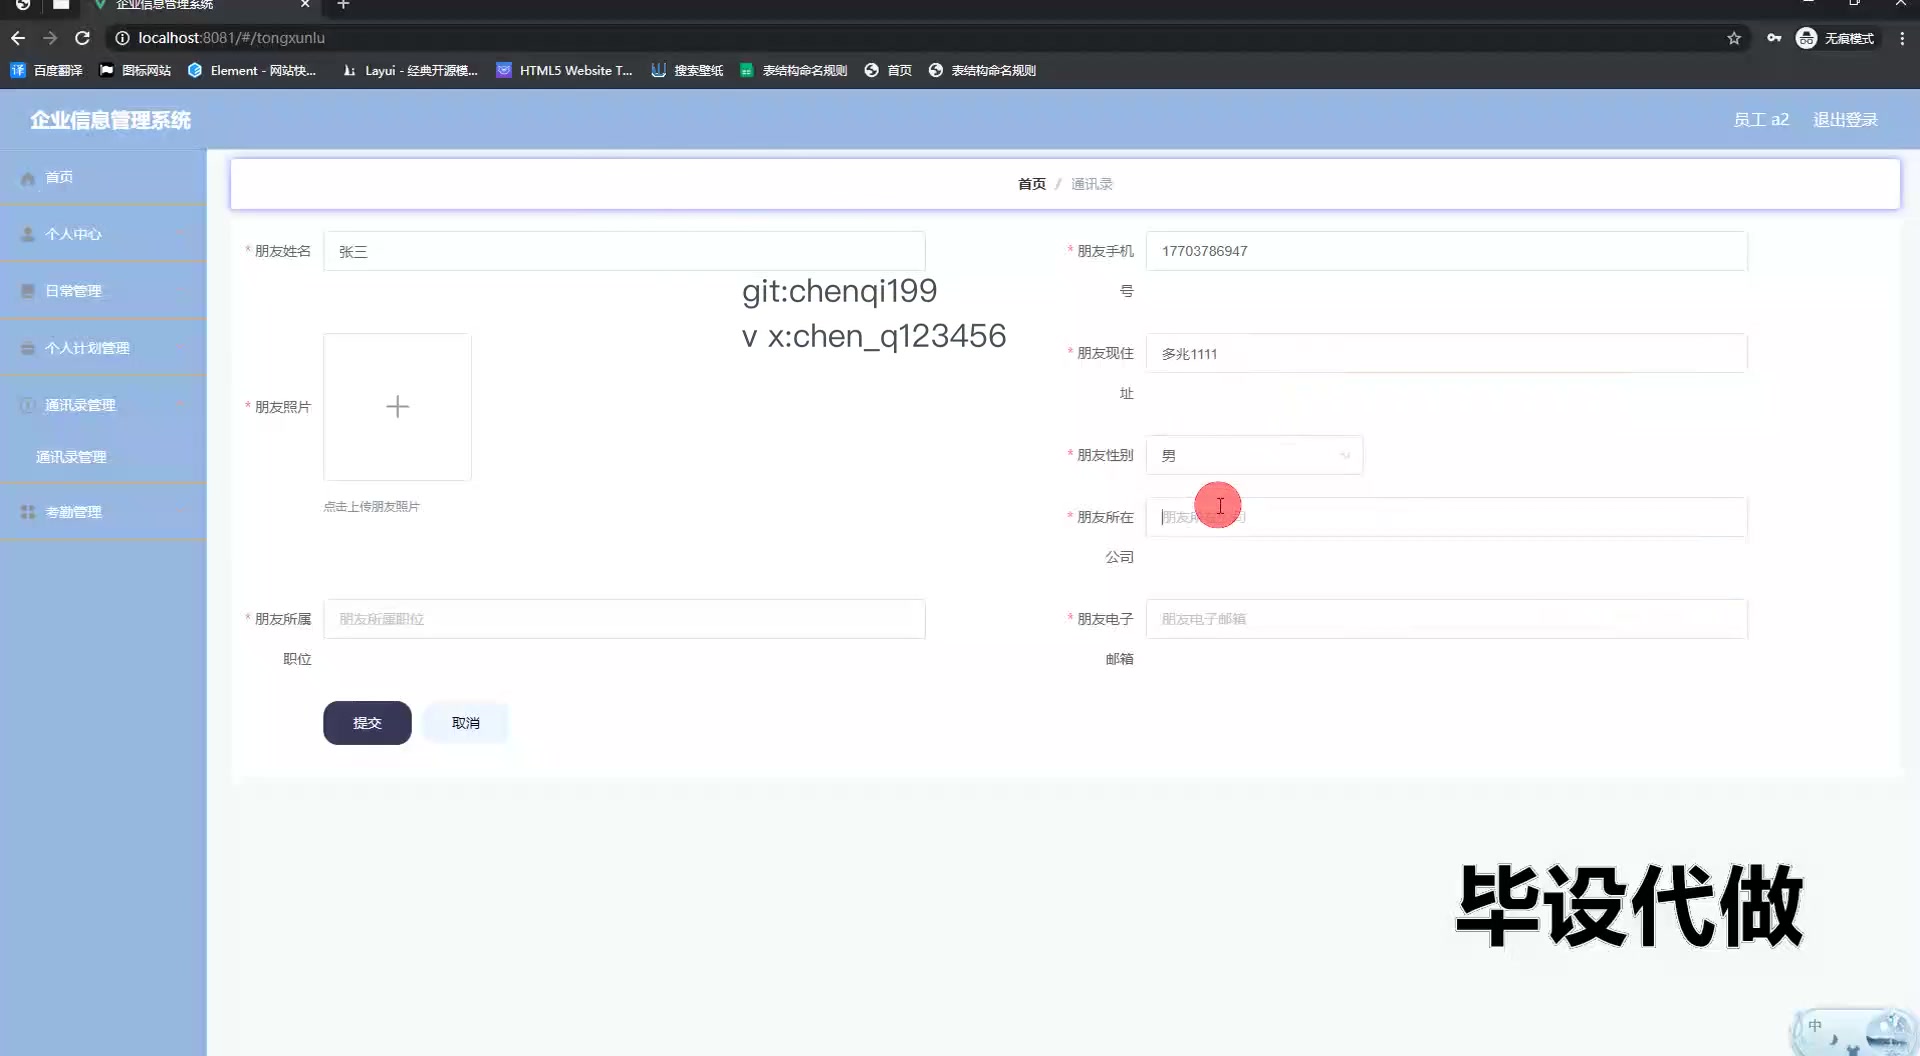 企业信息管理系统
localhost:8081/#/tongxunlu
无痕模式
百度翻译
图标网站
Element - 网站快...
Layui - 经典开源模...
HTML5 Website T...
搜索壁纸
表结构命名规则
首页
表结构命名规则
企业信息管理系统
员工 a2
退出登录
首页
个人中心
日常管理
个人计划管理
通讯录管理
通讯录管理
考勤管理
首页 / 通讯录
* 朋友姓名
张三
* 朋友手机
号
17703786947
git:chenqi199
v x:chen_q123456
* 朋友照片
点击上传朋友照片
* 朋友现住
址
多兆1111
* 朋友性别
男
* 朋友所在
公司
* 朋友所属
职位
朋友所属职位
* 朋友电子
邮箱
朋友电子邮箱
提交
取消
毕设代做
中